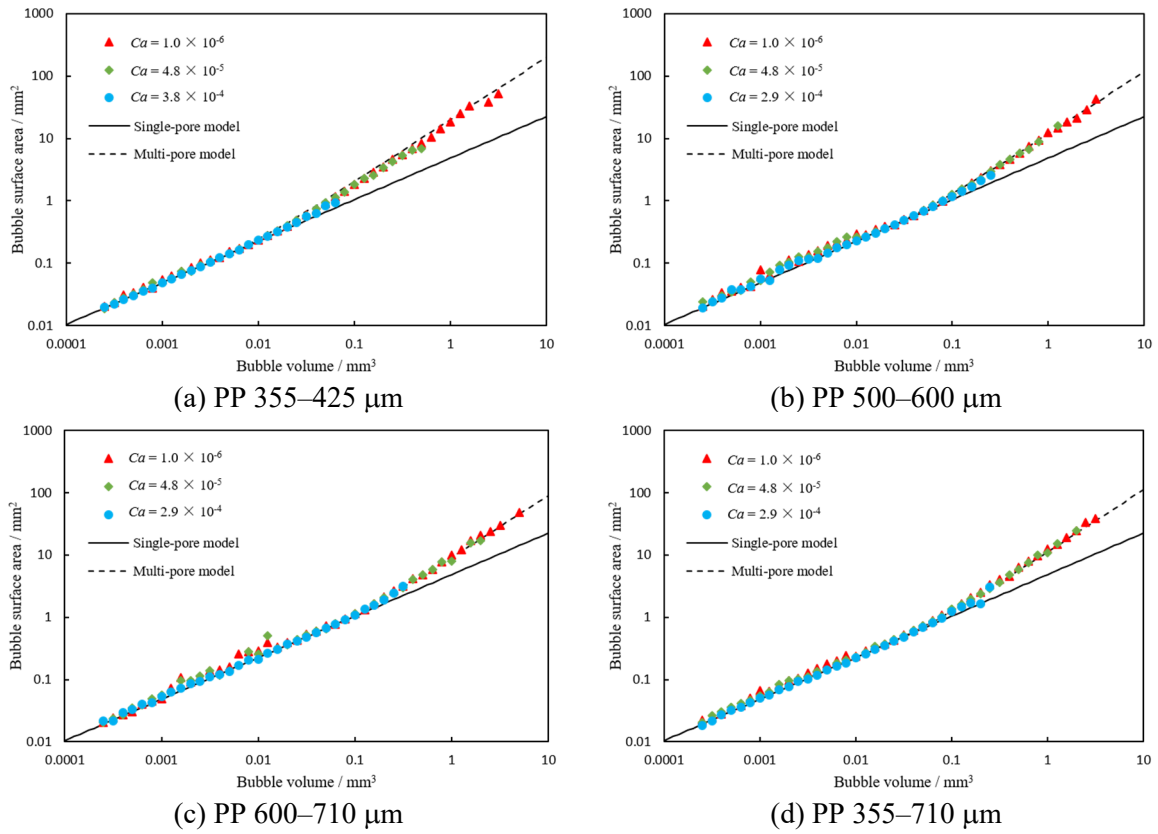 1000
100
10
1
0.1
0.01
Bubble surface area / mm²
Ca = 1.0 × 10⁻⁶
Ca = 4.8 × 10⁻⁵
Ca = 3.8 × 10⁻⁴
Single-pore model
Multi-pore model
0.0001 0.001 0.01 0.1 1 10
Bubble volume / mm³
(a) PP 355–425 μm
1000
100
10
1
0.1
0.01
Bubble surface area / mm²
Ca = 1.0 × 10⁻⁶
Ca = 4.8 × 10⁻⁵
Ca = 2.9 × 10⁻⁴
Single-pore model
Multi-pore model
0.0001 0.001 0.01 0.1 1 10
Bubble volume / mm³
(b) PP 500–600 μm
1000
100
10
1
0.1
0.01
Bubble surface area / mm²
Ca = 1.0 × 10⁻⁶
Ca = 4.8 × 10⁻⁵
Ca = 2.9 × 10⁻⁴
Single-pore model
Multi-pore model
0.0001 0.001 0.01 0.1 1 10
Bubble volume / mm³
(c) PP 600–710 μm
1000
100
10
1
0.1
0.01
Bubble surface area / mm²
Ca = 1.0 × 10⁻⁶
Ca = 4.8 × 10⁻⁵
Ca = 2.9 × 10⁻⁴
Single-pore model
Multi-pore model
0.0001 0.001 0.01 0.1 1 10
Bubble volume / mm³
(d) PP 355–710 μm